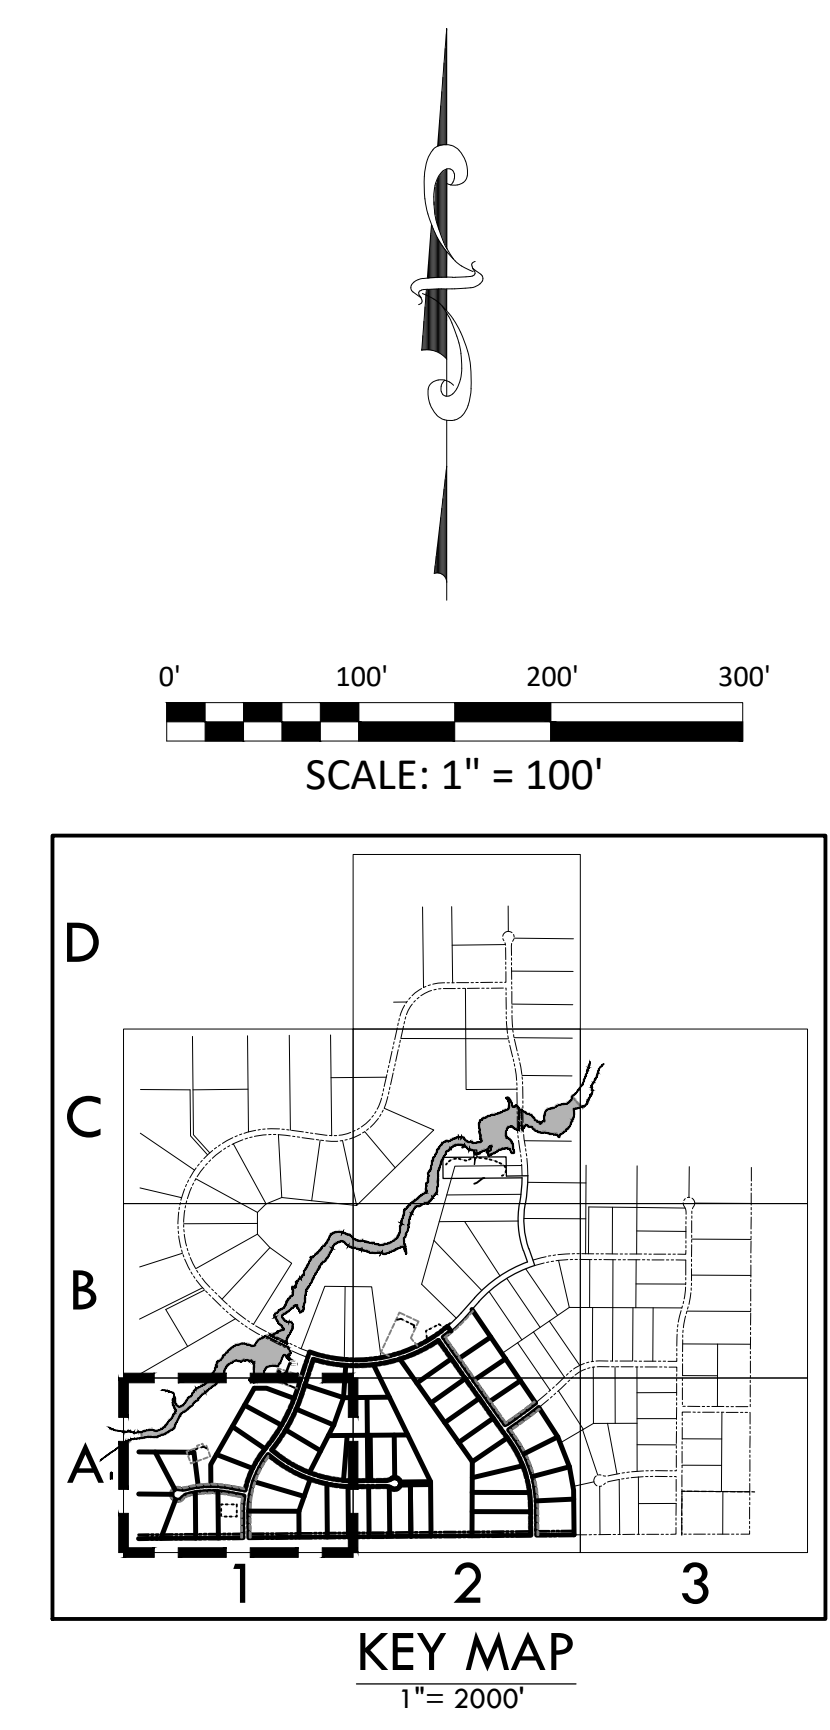 0' 100' 200' 300'
SCALE: 1" = 100'
D
C
B
A
1 2 3
KEY MAP
1"= 2000'